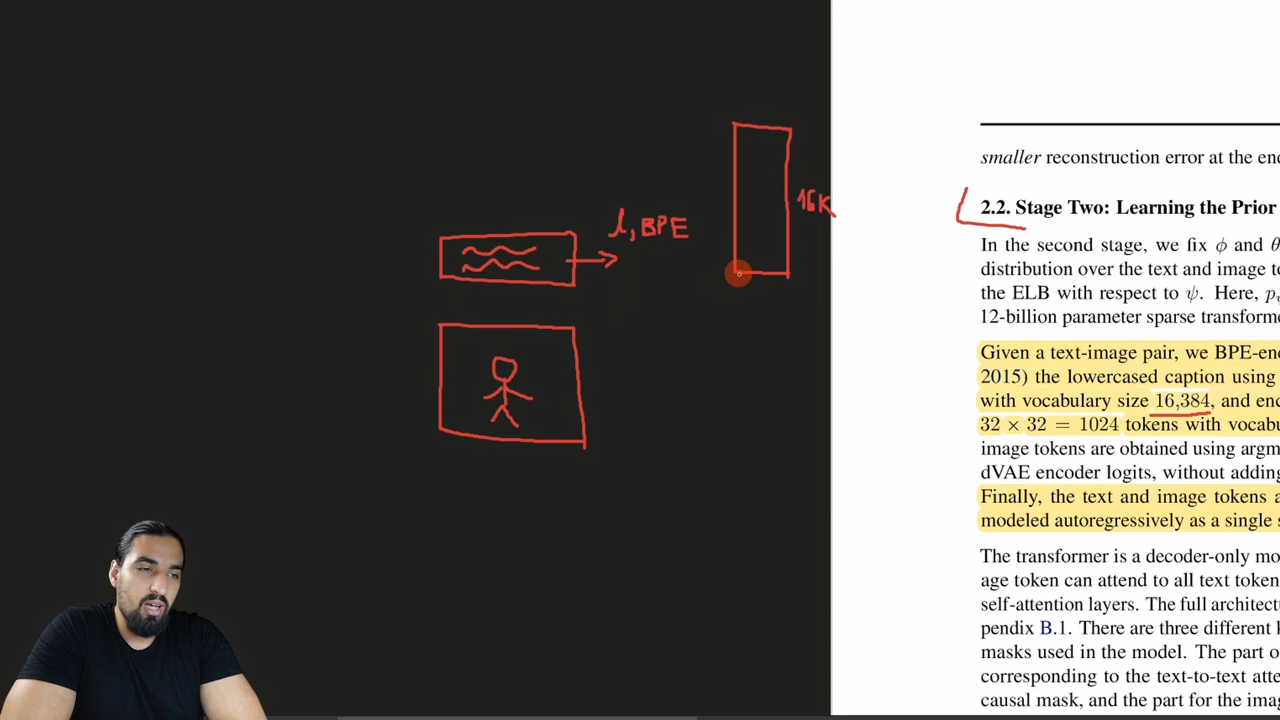 l, BPE
16K
smaller reconstruction error at the en
2.2. Stage Two: Learning the Prior
In the second stage, we fix ϕ and θ
distribution over the text and image to
the ELB with respect to ψ. Here, p
12-billion parameter sparse transforme
Given a text-image pair, we BPE-en
2015) the lowercased caption using
with vocabulary size 16,384, and enc
32 × 32 = 1024 tokens with vocabu
image tokens are obtained using argm
dVAE encoder logits, without adding
Finally, the text and image tokens a
modeled autoregressively as a single s
The transformer is a decoder-only mo
age token can attend to all text token
self-attention layers. The full architect
pendix B.1. There are three different k
masks used in the model. The part o
corresponding to the text-to-text atte
causal mask, and the part for the imag